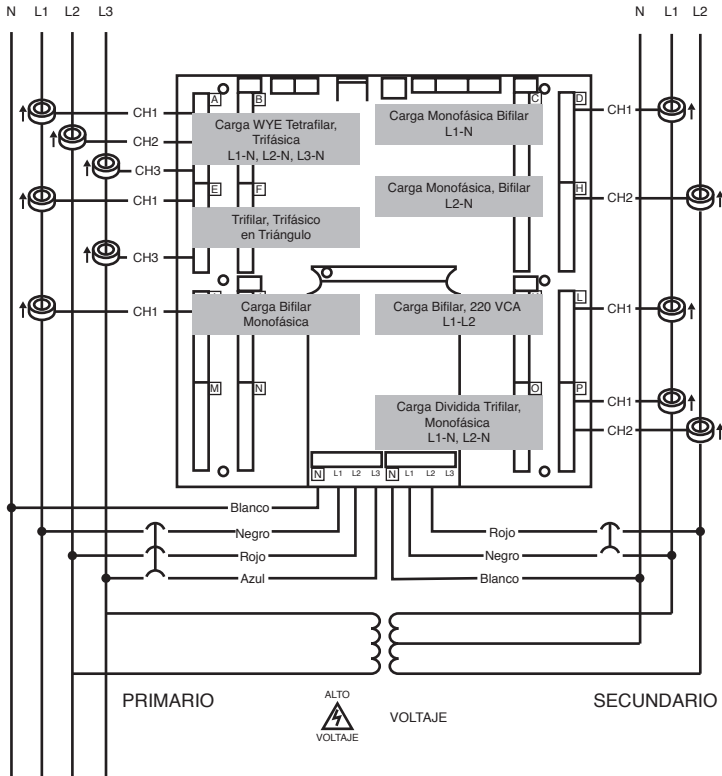 N L1 L2 L3
N L1 L2
A
B
C
D
CH1
CH2
CH3
Carga WYE Tetrafilar,
Trifásica
L1-N, L2-N, L3-N
Carga Monofásica Bifilar
L1-N
CH1
E
F
CH1
CH3
Trifilar, Trifásico
en Triángulo
Carga Monofásica, Bifilar
L2-N
H
CH2
CH1
Carga Bifilar
Monofásica
Carga Bifilar, 220 VCA
L1-L2
L
CH1
M
N
O
P
Carga Dividida Trifilar,
Monofásica
L1-N, L2-N
CH1
CH2
N L1 L2 L3 N L1 L2 L3
Blanco
Negro
Rojo
Azul
Rojo
Negro
Blanco
PRIMARIO
ALTO
VOLTAJE
VOLTAJE
SECUNDARIO